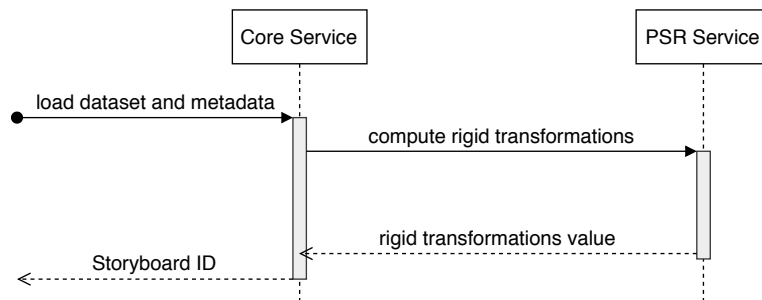 Core Service
PSR Service
load dataset and metadata
compute rigid transformations
rigid transformations value
Storyboard ID